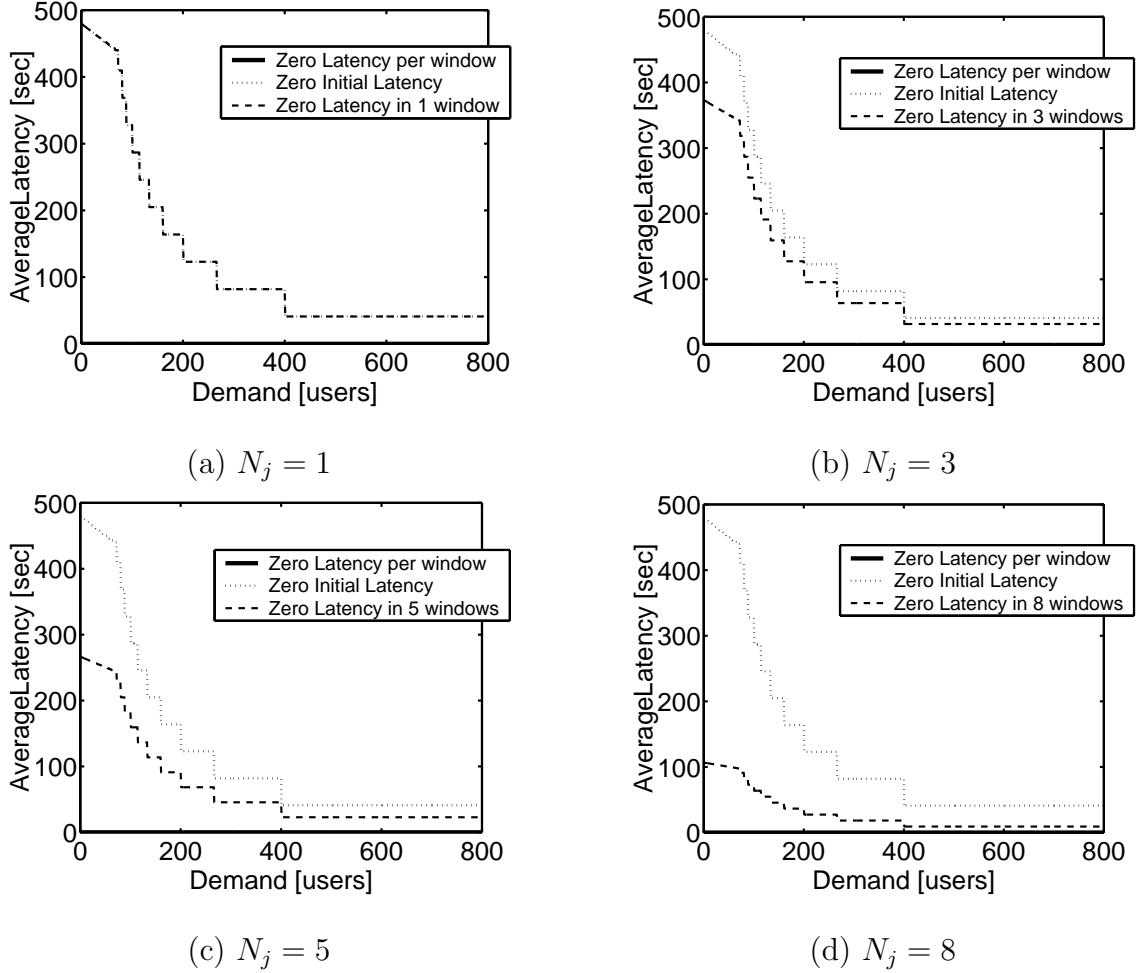 500
400
300
200
100
0
AverageLatency [sec]
Zero Latency per window
Zero Initial Latency
Zero Latency in 1 window
0 200 400 600 800
Demand [users]
(a) N_j = 1
500
400
300
200
100
0
AverageLatency [sec]
Zero Latency per window
Zero Initial Latency
Zero Latency in 3 windows
0 200 400 600 800
Demand [users]
(b) N_j = 3
500
400
300
200
100
0
AverageLatency [sec]
Zero Latency per window
Zero Initial Latency
Zero Latency in 5 windows
0 200 400 600 800
Demand [users]
(c) N_j = 5
500
400
300
200
100
0
AverageLatency [sec]
Zero Latency per window
Zero Initial Latency
Zero Latency in 8 windows
0 200 400 600 800
Demand [users]
(d) N_j = 8